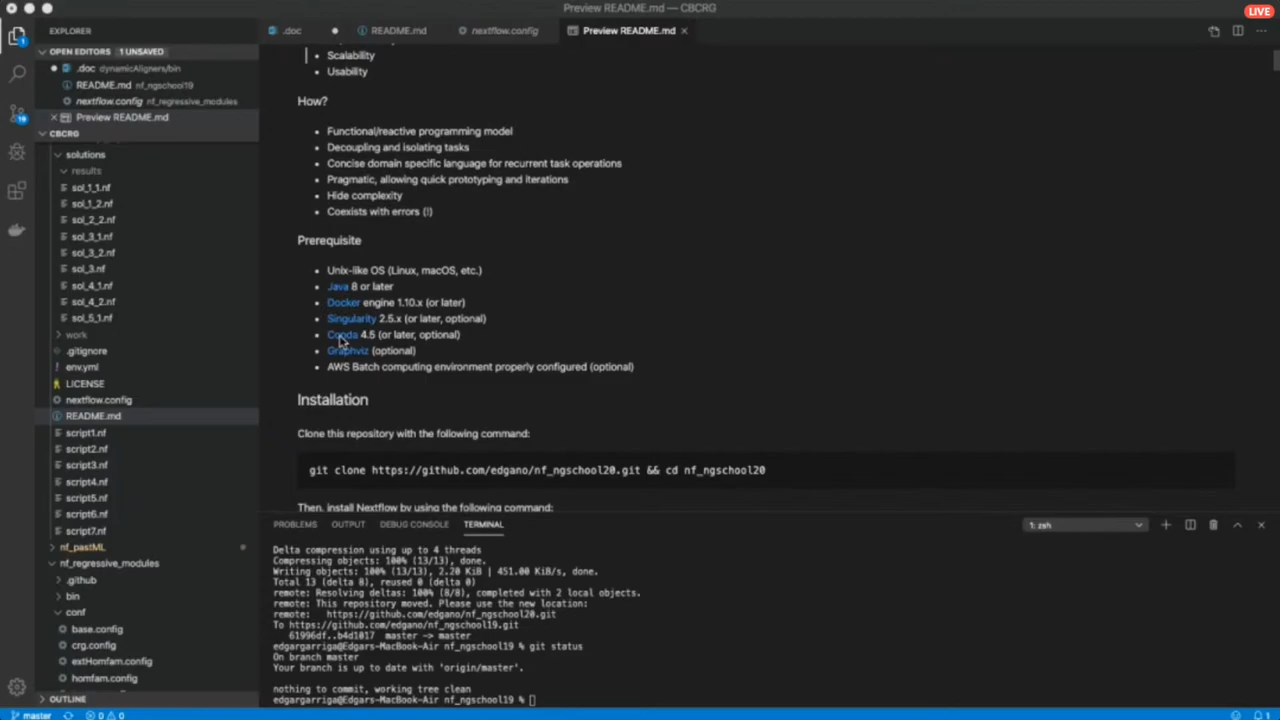 Preview README.md — CBCRG
LIVE
EXPLORER
.doc
README.md
nextflow.config
Preview README.md
OPEN EDITORS 1 UNSAVED
.doc dynamicAligners/bin
README.md nf_ngschool19
nextflow.config nf_regressive_modules
Preview README.md
CBCRG
solutions
results
sol_1_1.nf
sol_1_2.nf
sol_2_2.nf
sol_3_1.nf
sol_3_2.nf
sol_3.nf
sol_4_1.nf
sol_4_2.nf
sol_5_1.nf
work
.gitignore
env.yml
LICENSE
nextflow.config
README.md
script1.nf
script2.nf
script3.nf
script4.nf
script5.nf
script6.nf
script7.nf
nf_pastML
nf_regressive_modules
.github
bin
conf
base.config
crg.config
extHomfam.config
homfam.config
OUTLINE
Scalability
Usability
How?
Functional/reactive programming model
Decoupling and isolating tasks
Concise domain specific language for recurrent task operations
Pragmatic, allowing quick prototyping and iterations
Hide complexity
Coexists with errors (!)
Prerequisite
Unix-like OS (Linux, macOS, etc.)
Java 8 or later
Docker engine 1.10.x (or later)
Singularity 2.5.x (or later, optional)
Conda 4.5 (or later, optional)
Graphviz (optional)
AWS Batch computing environment properly configured (optional)
Installation
Clone this repository with the following command:
git clone https://github.com/edgano/nf_ngschool20.git && cd nf_ngschool20
Then, install Nextflow by using the following command:
PROBLEMS OUTPUT DEBUG CONSOLE TERMINAL
1: zsh
Delta compression using up to 4 threads
Compressing objects: 100% (13/13), done.
Writing objects: 100% (13/13), 2.20 KiB | 451.00 KiB/s, done.
Total 13 (delta 8), reused 0 (delta 0)
remote: Resolving deltas: 100% (8/8), completed with 2 local objects.
remote: This repository moved. Please use the new location:
remote:   https://github.com/edgano/nf_ngschool20.git
To https://github.com/edgano/nf_ngschool19.git
61996df..b4d1017  master -> master
edgargarriga@Edgars-MacBook-Air nf_ngschool19 % git status
On branch master
Your branch is up to date with 'origin/master'.
nothing to commit, working tree clean
edgargarriga@Edgars-MacBook-Air nf_ngschool19 %
master 0 0
1